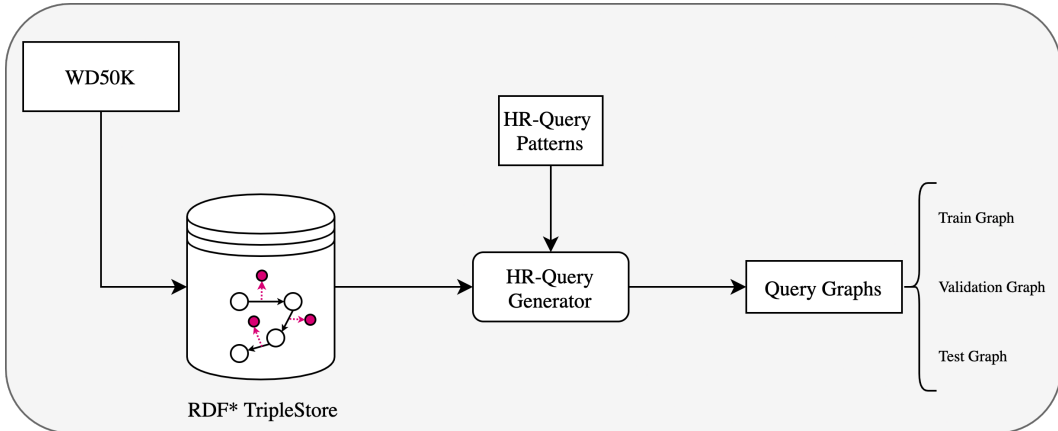 WD50K
HR-Query
Patterns
Train Graph
HR-Query
Generator
Query Graphs
Validation Graph
Test Graph
RDF* TripleStore